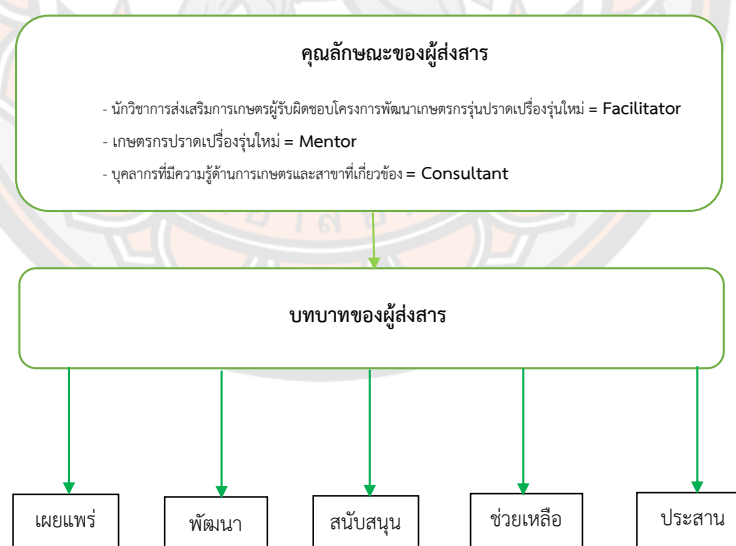 คุณลักษณะของผู้ส่งสาร
- นักวิชาการส่งเสริมการเกษตรผู้รับผิดชอบโครงการพัฒนาเกษตรกรรุ่นปราดเปรื่องรุ่นใหม่ = Facilitator
- เกษตรกรปราดเปรื่องรุ่นใหม่ = Mentor
- บุคลากรที่มีความรู้ด้านการเกษตรและสาขาที่เกี่ยวข้อง = Consultant
บทบาทของผู้ส่งสาร
เผยแพร่ พัฒนา สนับสนุน ช่วยเหลือ ประสาน